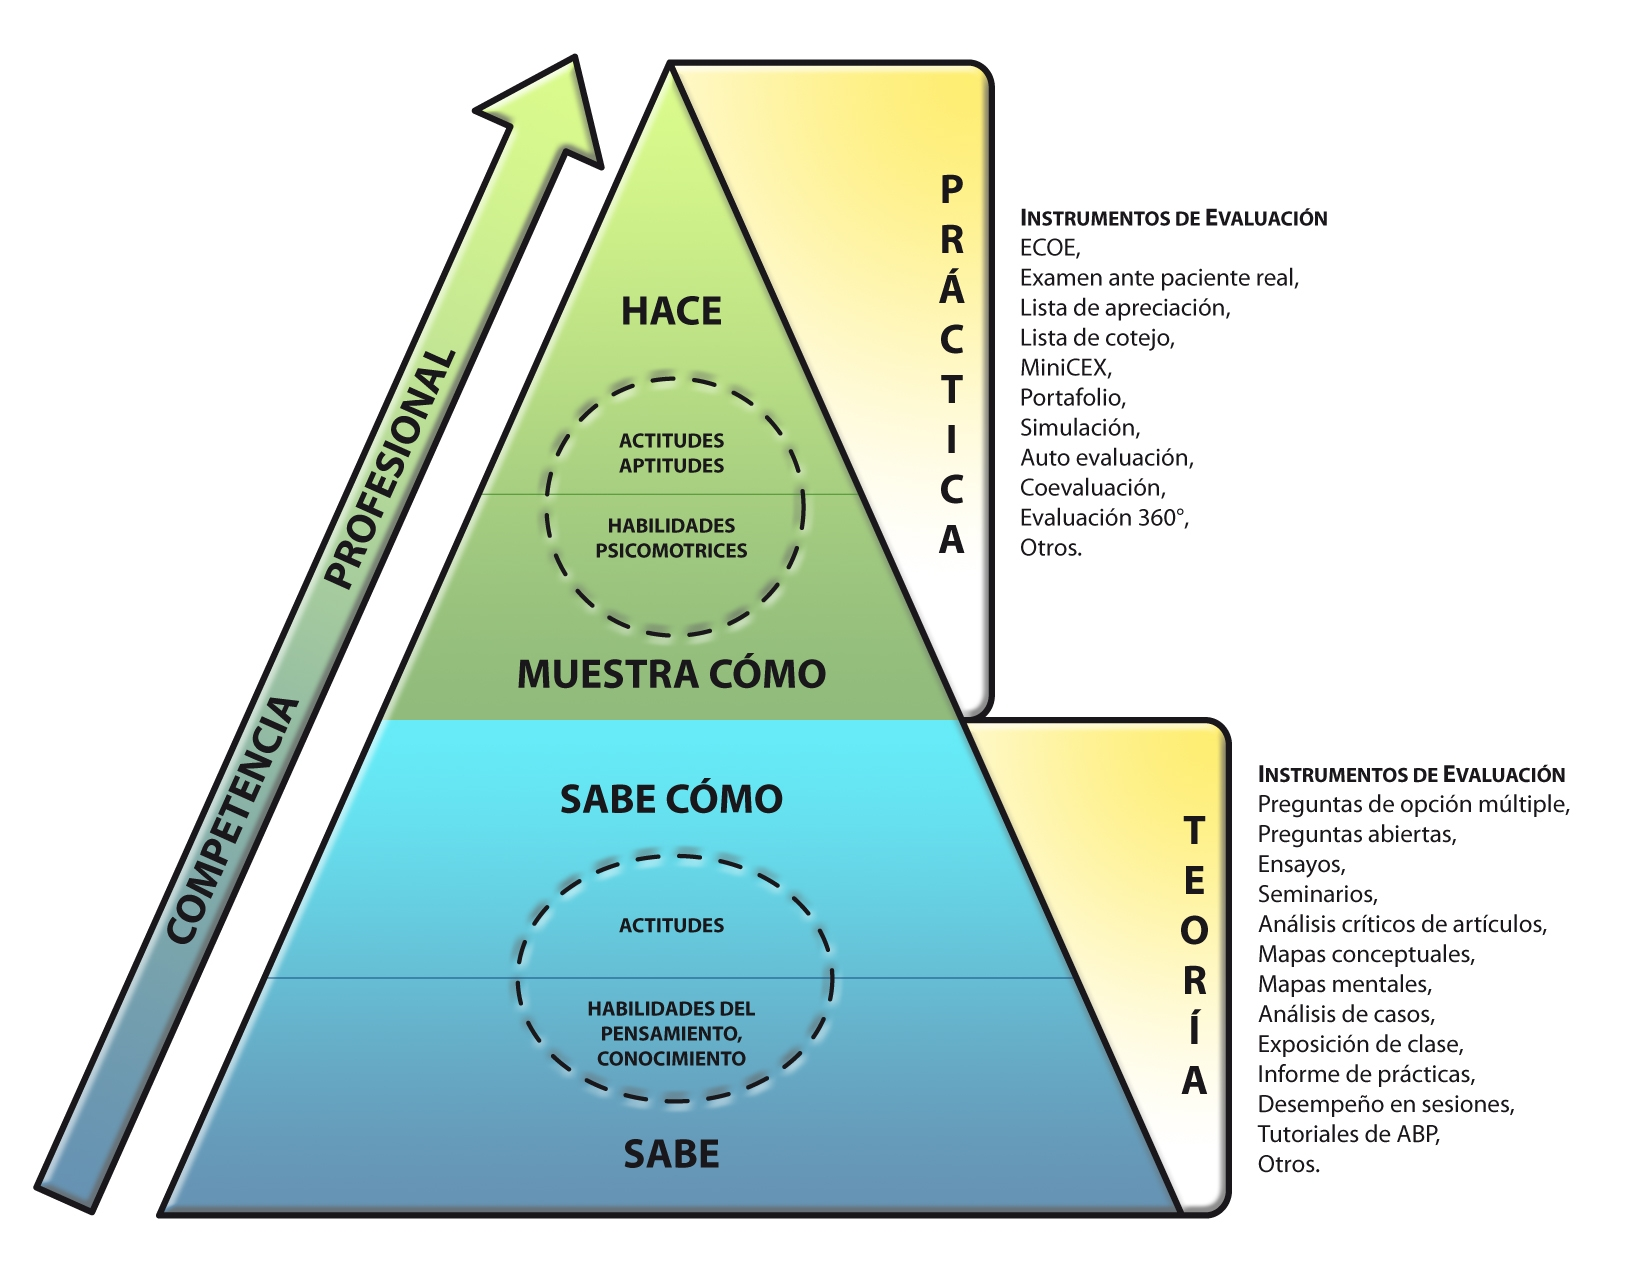 COMPETENCIA PROFESIONAL
HACE
ACTITUDES
APTITUDES
HABILIDADES
PSICOMOTRICES
MUESTRA CÓMO
SABE CÓMO
ACTITUDES
HABILIDADES DEL
PENSAMIENTO,
CONOCIMIENTO
SABE
PRÁCTICA
INSTRUMENTOS DE EVALUACIÓN
ECOE,
Examen ante paciente real,
Lista de apreciación,
Lista de cotejo,
MiniCEX,
Portafolio,
Simulación,
Auto evaluación,
Coevaluación,
Evaluación 360°,
Otros.
TEORÍA
INSTRUMENTOS DE EVALUACIÓN
Preguntas de opción múltiple,
Preguntas abiertas,
Ensayos,
Seminarios,
Análisis críticos de artículos,
Mapas conceptuales,
Mapas mentales,
Análisis de casos,
Exposición de clase,
Informe de prácticas,
Desempeño en sesiones,
Tutoriales de ABP,
Otros.